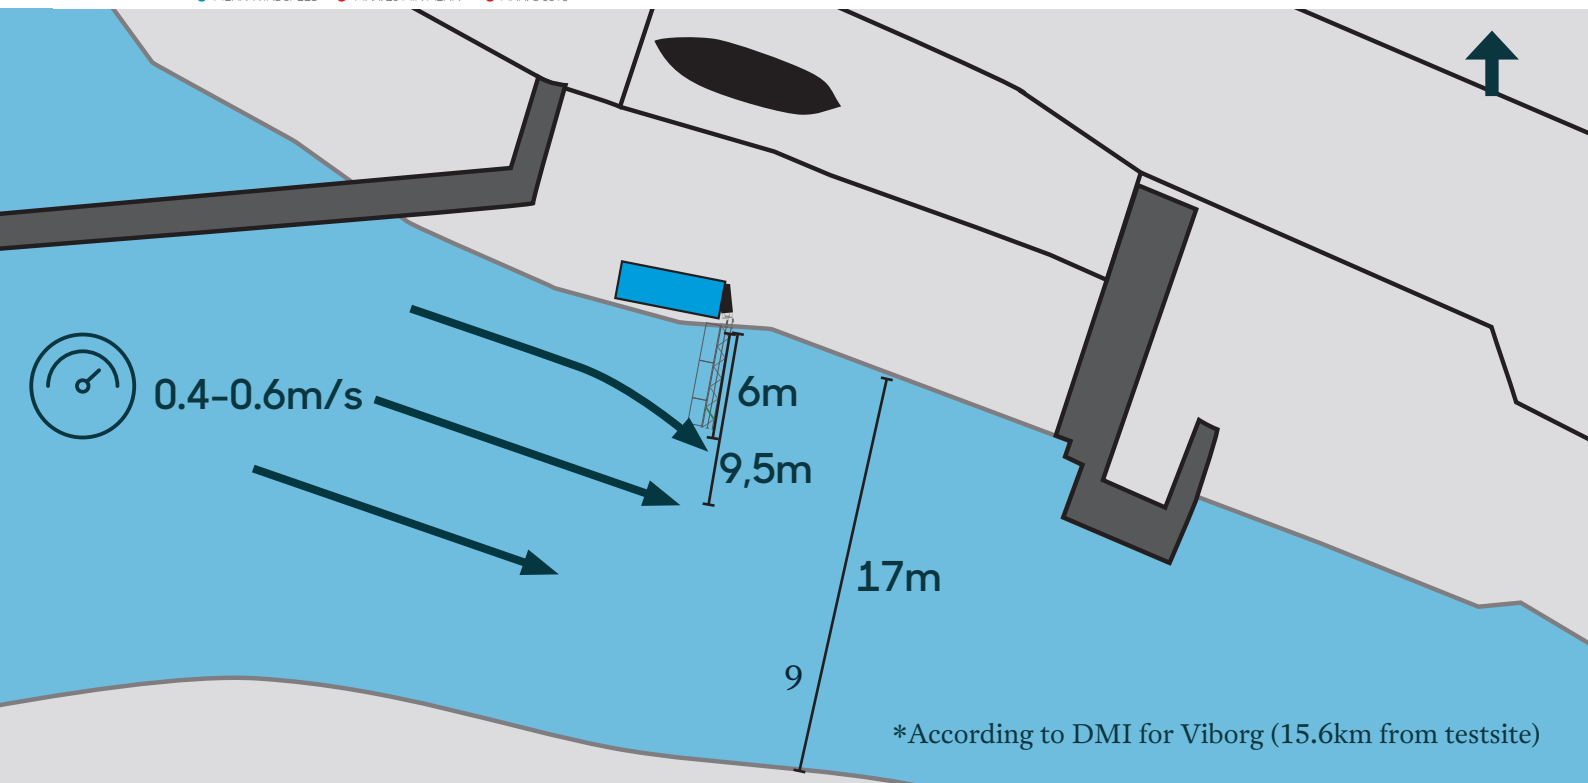 0.4-0.6m/s
6m
9,5m
17m
9
*According to DMI for Viborg (15.6km from testsite)